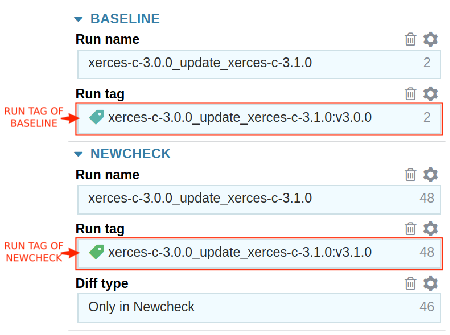 BASELINE
Run name
xerces-c-3.0.0_update_xerces-c-3.1.0 2
Run tag
RUN TAG OF
BASELINE
xerces-c-3.0.0_update_xerces-c-3.1.0:v3.0.0 2
NEWCHECK
Run name
xerces-c-3.0.0_update_xerces-c-3.1.0 48
Run tag
RUN TAG OF
NEWCHECK
xerces-c-3.0.0_update_xerces-c-3.1.0:v3.1.0 48
Diff type
Only in Newcheck 46